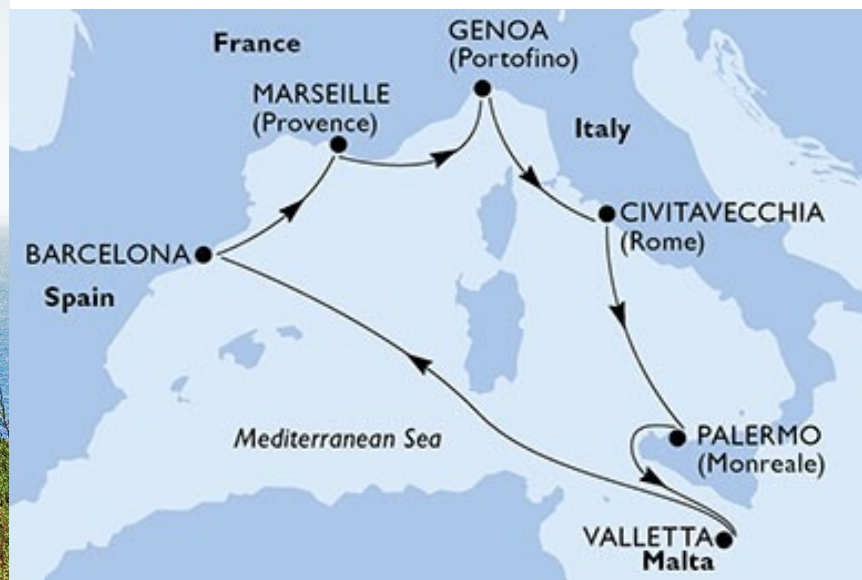 France
GENOA
(Portofino)
MARSEILLE
(Provence)
Italy
CIVITAVECCHIA
(Rome)
BARCELONA
Spain
Mediterranean Sea
PALERMO
(Monreale)
VALLETTA
Malta